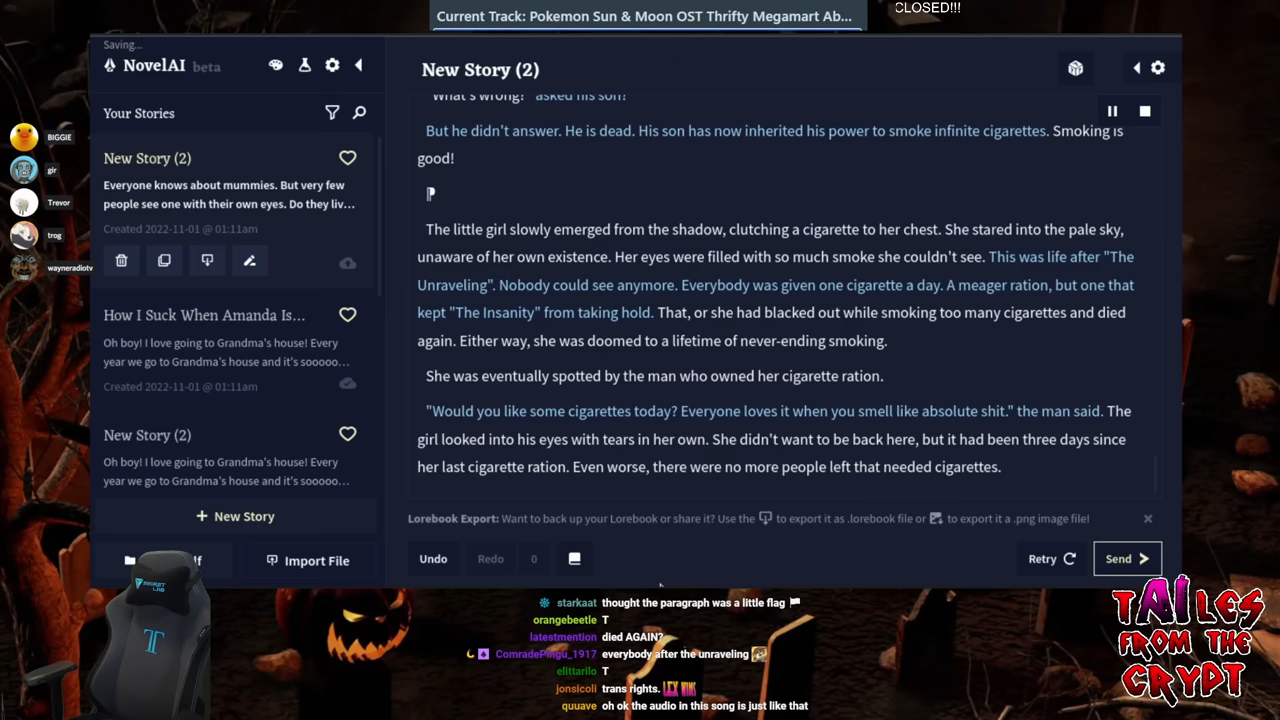 CLOSED!!!
Current Track: Pokemon Sun & Moon OST Thrifty Megamart Ab...
Saving...
NovelAI beta
New Story (2)
Your Stories
"What's wrong?" asked his son?
But he didn't answer. He is dead. His son has now inherited his power to smoke infinite cigarettes. Smoking is
good!
⁋
The little girl slowly emerged from the shadow, clutching a cigarette to her chest. She stared into the pale sky,
unaware of her own existence. Her eyes were filled with so much smoke she couldn't see. This was life after "The
Unraveling". Nobody could see anymore. Everybody was given one cigarette a day. A meager ration, but one that
kept "The Insanity" from taking hold. That, or she had blacked out while smoking too many cigarettes and died
again. Either way, she was doomed to a lifetime of never-ending smoking.
She was eventually spotted by the man who owned her cigarette ration.
"Would you like some cigarettes today? Everyone loves it when you smell like absolute shit." the man said. The
girl looked into his eyes with tears in her own. She didn't want to be back here, but it had been three days since
her last cigarette ration. Even worse, there were no more people left that needed cigarettes.
BIGGIE
gir
Trevor
trog
wayneradiotv
New Story (2)
Everyone knows about mummies. But very few
people see one with their own eyes. Do they liv...
Created 2022-11-01 @ 01:11am
How I Suck When Amanda Is...
Oh boy! I love going to Grandma's house! Every
year we go to Grandma's house and it's sooooo...
Created 2022-11-01 @ 01:11am
New Story (2)
Oh boy! I love going to Grandma's house! Every
year we go to Grandma's house and it's sooooo...
+ New Story
Import File
Lorebook Export: Want to back up your Lorebook or share it? Use the to export it as .lorebook file or to export it a .png image file!
Undo
Redo
0
Retry
Send
SECRET LAB
starkaat thought the paragraph was a little flag
orangebeetle T
latestmention died AGAIN?
ComradePingu_1917 everybody after the unraveling
elittarilo T
jonsicoli trans rights. LEX WINS
quuave oh ok the audio in this song is just like that
TAILES
FROM THE
CRYPT